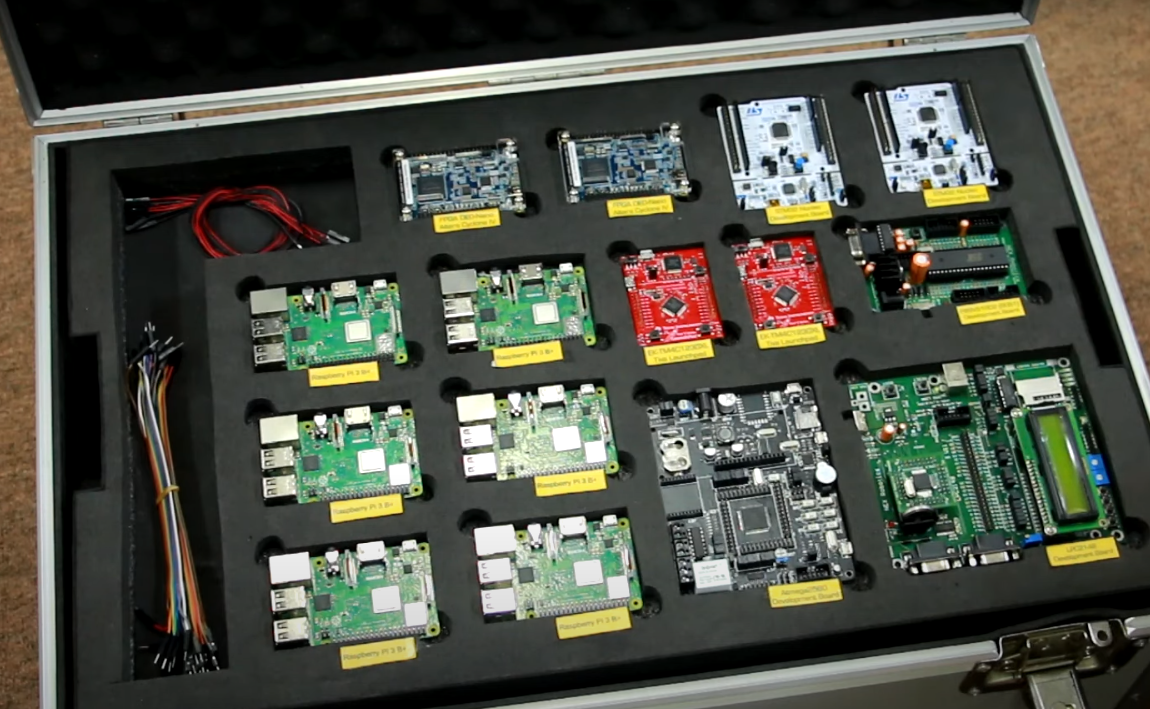 FPGA DE0-Nano
Altera Cyclone IV
FPGA DE0-Nano
Altera Cyclone IV
STM32 Nucleo
Development Board
STM32 Nucleo
Development Board
Raspberry Pi 3 B+
Raspberry Pi 3 B+
EK-TM4C123GXL
Tiva Launchpad
EK-TM4C123GXL
Tiva Launchpad
Development Board
Raspberry Pi 3 B+
Raspberry Pi 3 B+
Raspberry Pi 3 B+
Raspberry Pi 3 B+
Atmega2560
Development Board
LPC2148
Development Board